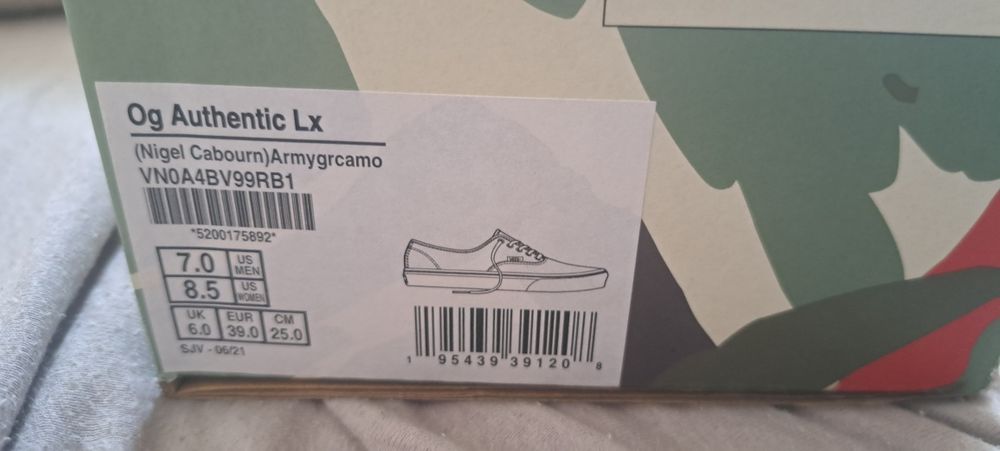 Og Authentic Lx
(Nigel Cabourn)Armygrcamo
VN0A4BV99RB1
*5200175892*
7.0 US MEN
8.5 US WOMEN
UK EUR CM
6.0 39.0 25.0
SJV - 06/21
VANS
1 95439 39120 8